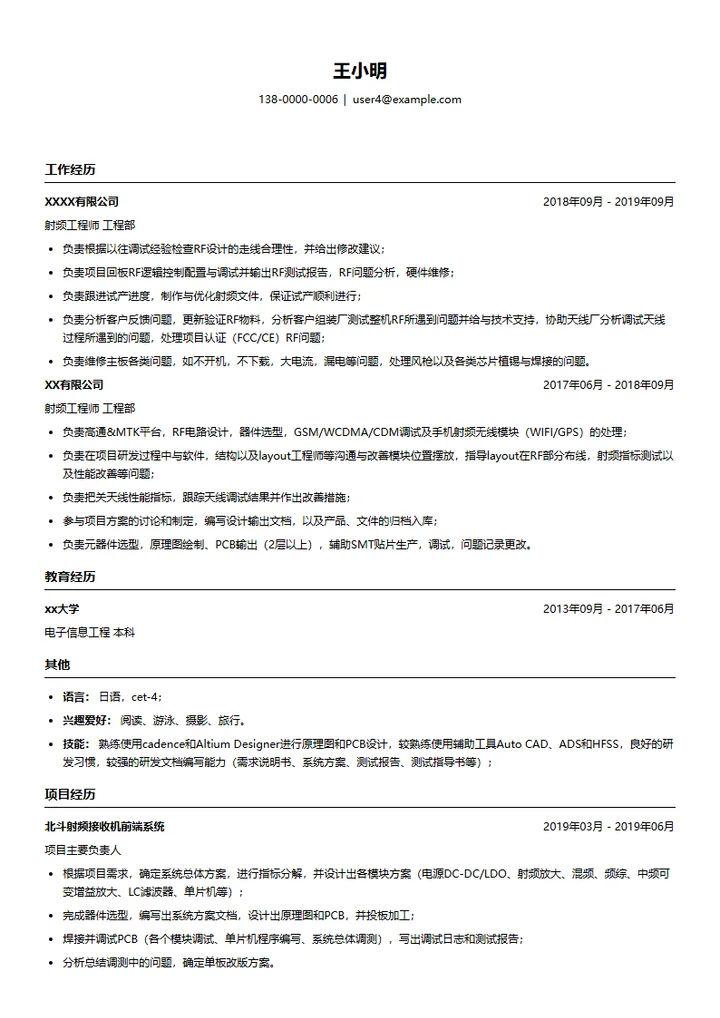 王小明
138-0000-0006 | user4@example.com
工作经历
XXXX有限公司 2018年09月 - 2019年09月
射频工程师 工程部
• 负责根据以往调试经验检查RF设计的走线合理性，并给出修改建议；
• 负责项目回板RF逻辑控制配置与调试并输出RF测试报告，RF问题分析，硬件维修；
• 负责跟进试产进度，制作与优化射频文件，保证试产顺利进行；
• 负责分析客户反馈问题，更新验证RF物料，分析客户组装厂测试整机RF所遇到问题并给与技术支持，协助天线厂分析调试天线
过程所遇到的问题，处理项目认证（FCC/CE）RF问题；
• 负责维修主板各类问题，如不开机，不下载，大电流，漏电等问题，处理风枪以及各类芯片植锡与焊接的问题。
XX有限公司 2017年06月 - 2018年09月
射频工程师 工程部
• 负责高通&MTK平台，RF电路设计，器件选型，GSM/WCDMA/CDM调试及手机射频无线模块（WIFI/GPS）的处理；
• 负责在项目研发过程中与软件，结构以及layout工程师等沟通与改善模块位置摆放，指导layout在RF部分布线，射频指标测试以
及性能改善等问题；
• 负责把关天线性能指标，跟踪天线调试结果并作出改善措施；
• 参与项目方案的讨论和制定，编写设计输出文档，以及产品、文件的归档入库；
• 负责元器件选型，原理图绘制、PCB输出（2层以上），辅助SMT贴片生产，调试，问题记录更改。
教育经历
xx大学 2013年09月 - 2017年06月
电子信息工程 本科
其他
• 语言： 日语，cet-4；
• 兴趣爱好： 阅读、游泳、摄影、旅行。
• 技能： 熟练使用cadence和Altium Designer进行原理图和PCB设计，较熟练使用辅助工具Auto CAD、ADS和HFSS，良好的研
发习惯，较强的研发文档编写能力（需求说明书、系统方案、测试报告、测试指导书等）；
项目经历
北斗射频接收机前端系统 2019年03月 - 2019年06月
项目主要负责人
• 根据项目需求，确定系统总体方案，进行指标分解，并设计出各模块方案（电源DC-DC/LDO、射频放大、混频、频综、中频可
变增益放大、LC滤波器、单片机等）；
• 完成器件选型，编写出系统方案文档，设计出原理图和PCB，并投板加工；
• 焊接并调试PCB（各个模块调试、单片机程序编写、系统总体调测），写出调试日志和测试报告；
• 分析总结调测中的问题，确定单板改版方案。